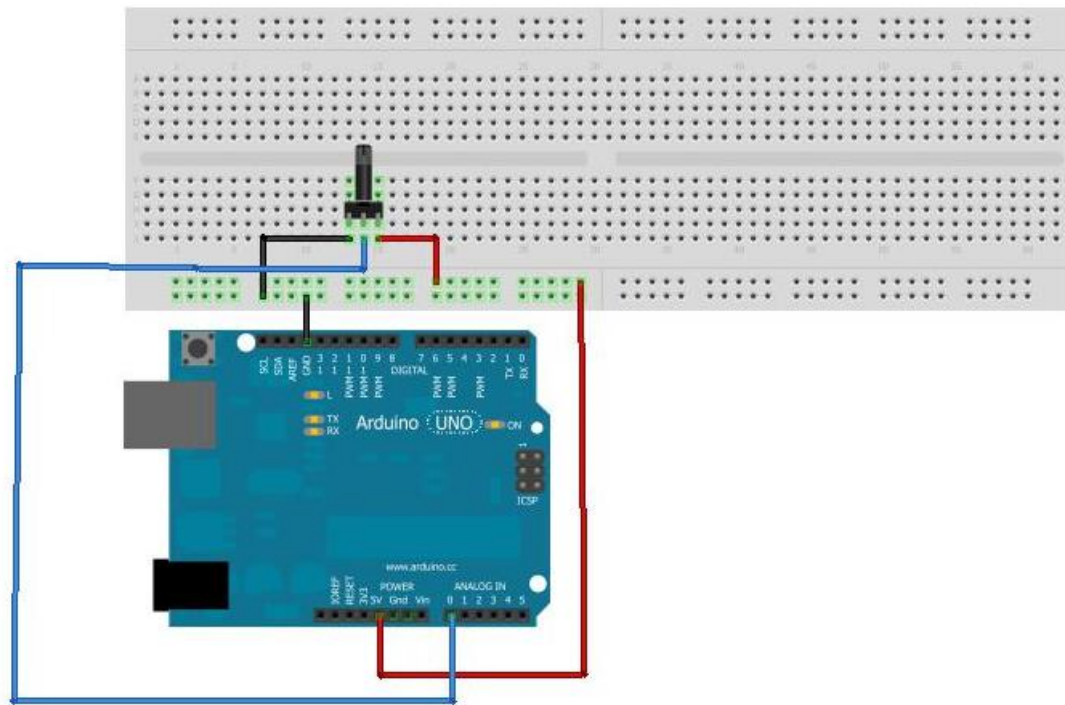 SCL
SDA
AREF
GND
13
12
PWM 11
PWM 10
PWM 9
8
DIGITAL
7
PWM 6
PWM 5
4
PWM 3
2
TX 1
RX 0
L
TX
RX
Arduino UNO ON
1
ICSP
www.arduino.cc
POWER ANALOG IN
IOREF
RESET
3V3
5V Gnd Vin 0 1 2 3 4 5